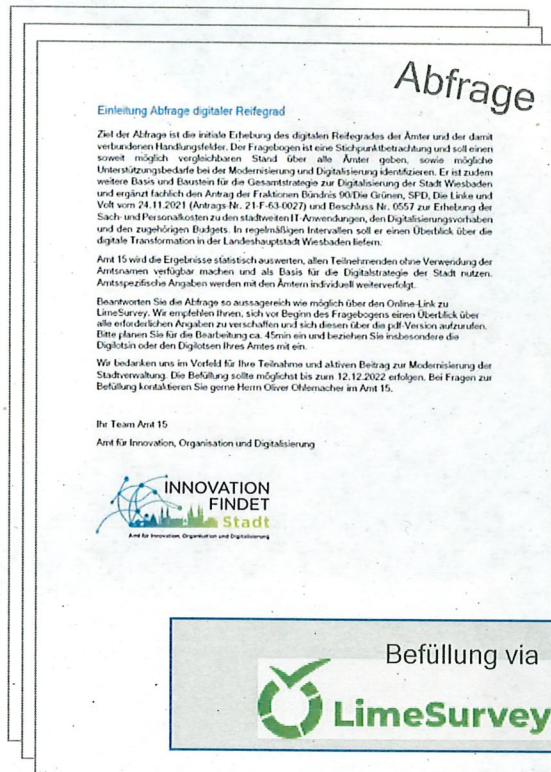 Abfrage
Einleitung Abfrage digitaler Reifegrad
Ziel der Abfrage ist die initiale Erhebung des digitalen Reifegrades der Ämter und der damit
verbundenen Handlungsfelder. Der Fragebogen ist eine Stichpunktbetrachtung und soll einen
soweit möglich vergleichbaren Stand über alle Ämter geben, sowie mögliche
Unterstützungsbedarfe bei der Modernisierung und Digitalisierung identifizieren. Er ist zudem
weitere Basis und Baustein für die Gesamtstrategie zur Digitalisierung der Stadt Wiesbaden
und ergänzt fachlich den Antrag der Fraktionen Bündnis 90/Die Grünen, SPD, Die Linke und
Volt vom 24.11.2021 (Antrags-Nr. 21-F-63-0027) und Beschluss Nr. 0557 zur Erhebung der
Sach- und Personalkosten zu den stadtweiten IT-Anwendungen, den Digitalisierungsvorhaben
und den zugehörigen Budgets. In regelmäßigen Intervallen soll er einen Überblick über die
digitale Transformation in der Landeshauptstadt Wiesbaden liefern.
Amt 15 wird die Ergebnisse statistisch auswerten, allen Teilnehmenden ohne Verwendung der
Amtsnamen verfügbar machen und als Basis für die Digitalstrategie der Stadt nutzen.
Amtsspezifische Angaben werden mit den Ämtern individuell weiterverfolgt.
Beantworten Sie die Abfrage so aussagereich wie möglich über den Online-Link zu
LimeSurvey. Wir empfehlen Ihnen, sich vor Beginn des Fragebogens einen Überblick über
alle erforderlichen Angaben zu verschaffen und sich diesen über die pdf-Version aufzurufen.
Bitte planen Sie für die Bearbeitung ca. 45min ein und beziehen Sie insbesondere die
Digilotsin oder den Digilotsen Ihres Amtes mit ein.
Wir bedanken uns im Vorfeld für Ihre Teilnahme und aktiven Beitrag zur Modernisierung der
Stadtverwaltung. Die Befüllung sollte möglichst bis zum 12.12.2022 erfolgen. Bei Fragen zur
Befüllung kontaktieren Sie gerne Herrn Oliver Ohlemacher im Amt 15.
Ihr Team Amt 15
Amt für Innovation, Organisation und Digitalisierung
INNOVATION
FINDET
Stadt
Amt für Innovation, Organisation und Digitalisierung
Befüllung via
LimeSurvey